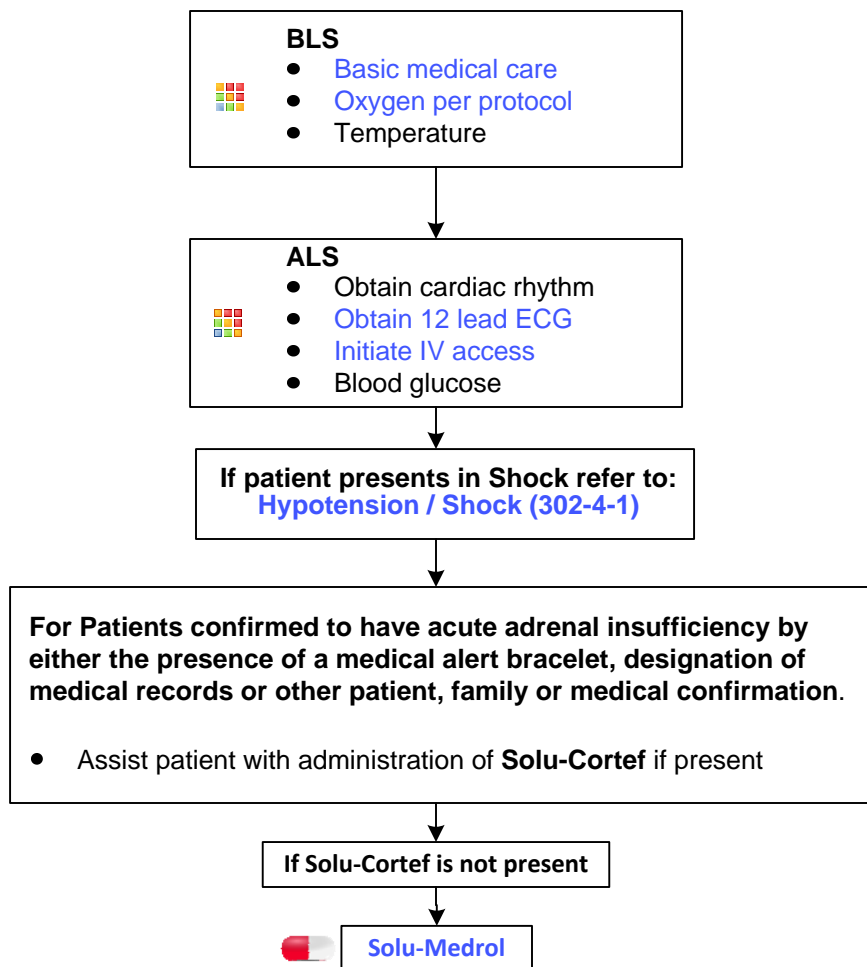 BLS
● Basic medical care
● Oxygen per protocol
● Temperature
ALS
● Obtain cardiac rhythm
● Obtain 12 lead ECG
● Initiate IV access
● Blood glucose
If patient presents in Shock refer to:
Hypotension / Shock (302-4-1)
For Patients confirmed to have acute adrenal insufficiency by
either the presence of a medical alert bracelet, designation of
medical records or other patient, family or medical confirmation.
● Assist patient with administration of Solu-Cortef if present
If Solu-Cortef is not present
Solu-Medrol